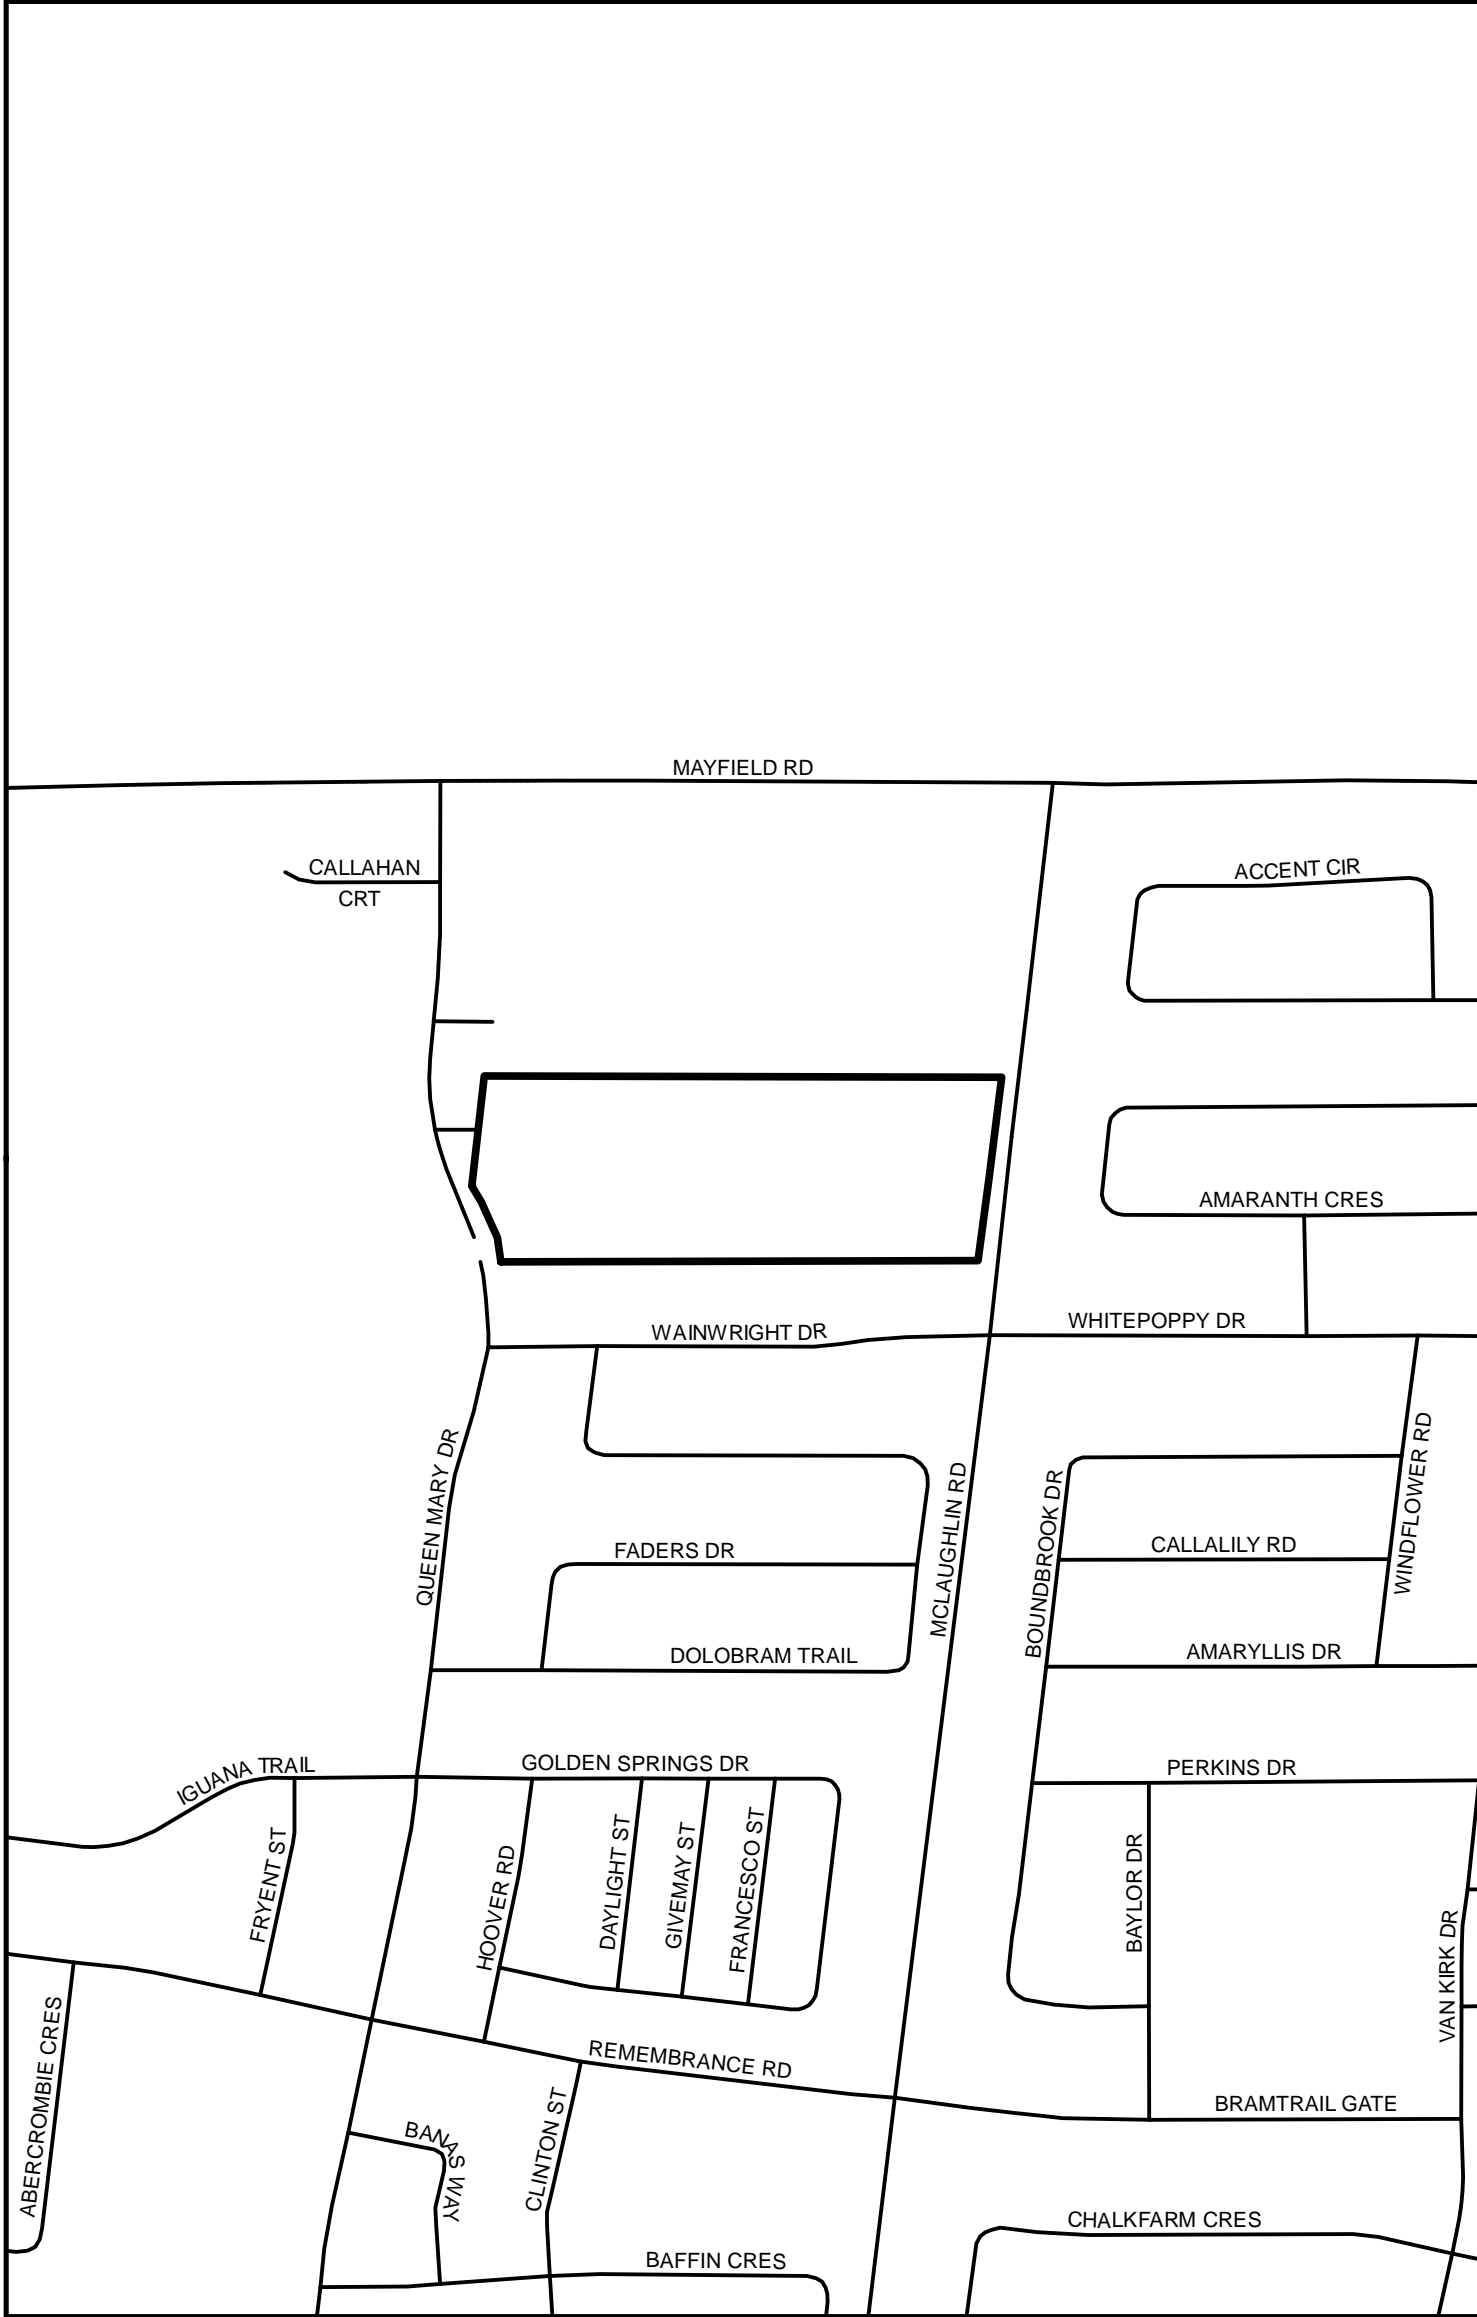 MAYFIELD RD
CALLAHAN
CRT
ACCENT CIR
AMARANTH CRES
WHITEPOPPY DR
WAINWRIGHT DR
QUEEN MARY DR
MCLAUGHLIN RD
BOUNDBROOK DR
WINDFLOWER RD
FADERS DR
CALLALILY RD
DOLOBRAM TRAIL
AMARYLLIS DR
IGUANA TRAIL
GOLDEN SPRINGS DR
PERKINS DR
FRYENT ST
HOOVER RD
DAYLIGHT ST
GIVEMAY ST
FRANCESCO ST
BAYLOR DR
VAN KIRK DR
ABERCROMBIE CRES
REMEMBRANCE RD
BRAMTRAIL GATE
BANAS WAY
CLINTON ST
CHALKFARM CRES
BAFFIN CRES